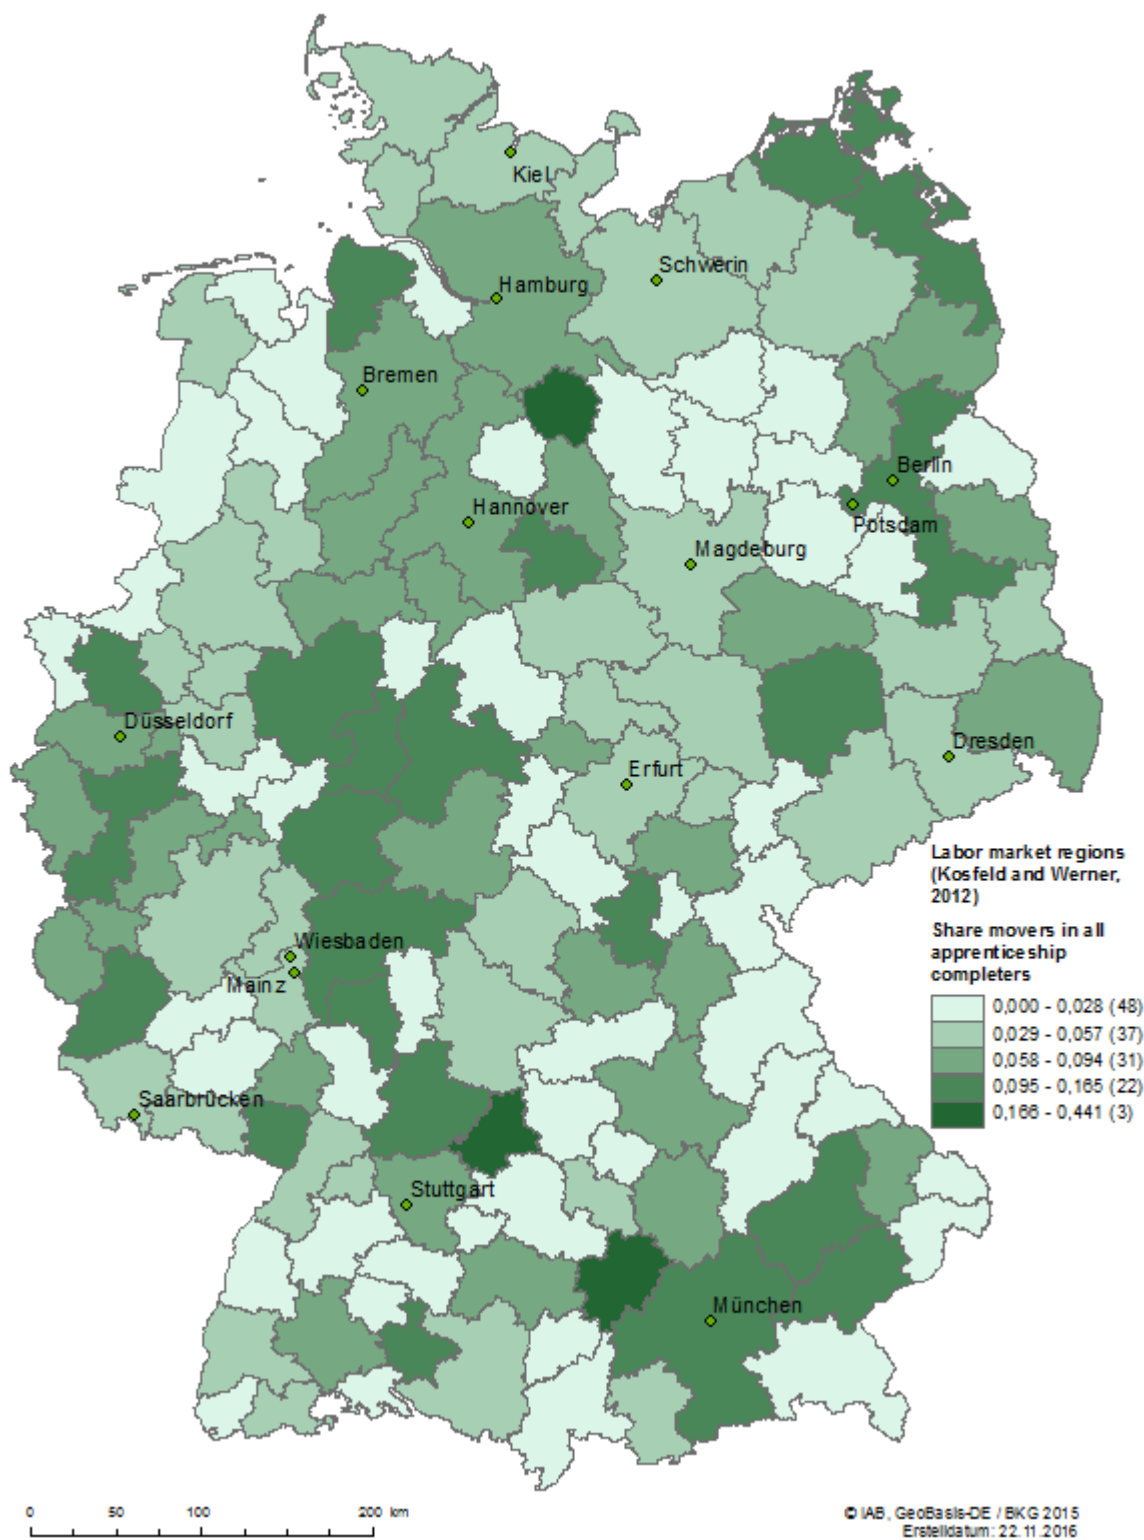 Kiel
Schwerin
Hamburg
Bremen
Berlin
Hannover
Potsdam
Magdeburg
Düsseldorf
Dresden
Erfurt
Labor market regions
(Kosfeld and Werner,
2012)
Share movers in all
apprenticeship
completers
0,000 - 0,028 (48)
0,029 - 0,057 (37)
0,058 - 0,094 (31)
0,095 - 0,165 (22)
0,166 - 0,441 (3)
Wiesbaden
Mainz
Saarbrücken
Stuttgart
München
0 50 100 200 km
© IAB, GeoBasis-DE / BKG 2015
Erstelldatum: 22.11.2016